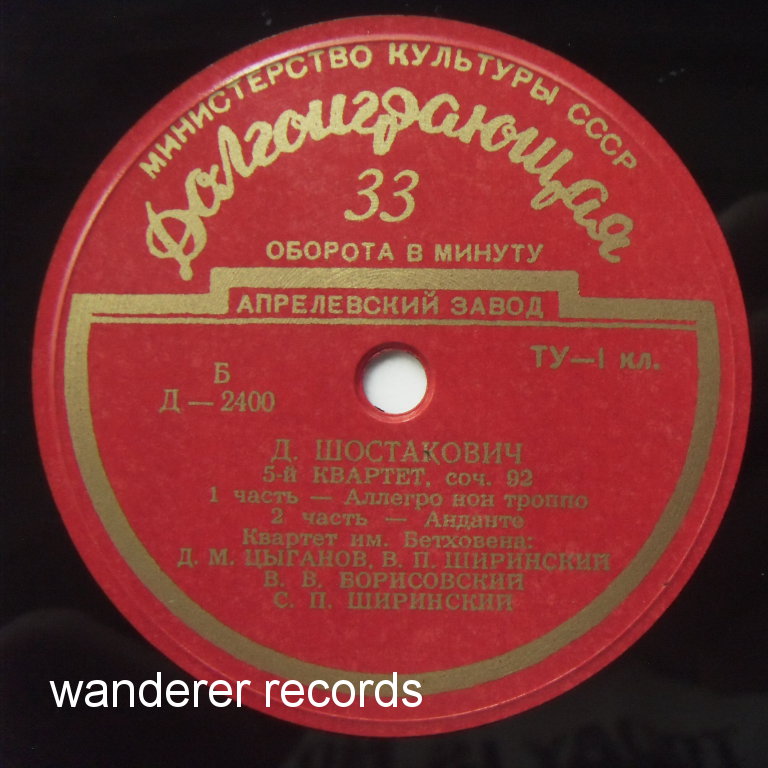 МИНИСТЕРСТВО КУЛЬТУРЫ СССР
Долгоиграющая
33
ОБОРОТА В МИНУТУ
АПРЕЛЕВСКИЙ ЗАВОД
ТУ—1 кл.
Б
Д — 2400
Д. ШОСТАКОВИЧ
5-й КВАРТЕТ, соч. 92
1 часть — Аллегро нон троппо
2 часть — Анданте
Квартет им. Бетховена:
Д. М. ЦЫГАНОВ, В. П. ШИРИНСКИЙ
В. В. БОРИСОВСКИЙ
С. П. ШИРИНСКИЙ
wanderer records